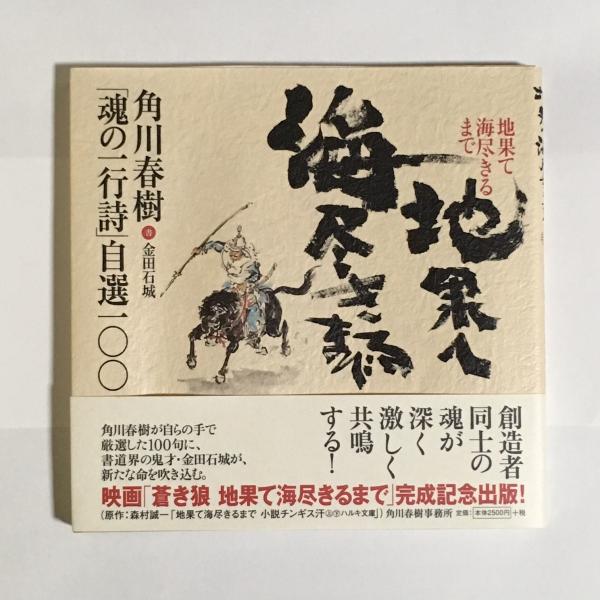 地果て
海尽きる
まで
地果て
海尽きるまで
角川春樹
「魂の一行詩」自選一〇〇
書 金田石城
創造者
同士の
魂が
深く
激しく
共鳴
する！
角川春樹が自らの手で
厳選した100句に、
書道界の鬼才・金田石城が、
新たな命を吹き込む。
映画「蒼き狼 地果て海尽きるまで」完成記念出版！
（原作：森村誠一「地果て海尽きるまで 小説チンギス汗㊤㊦ハルキ文庫」）角川春樹事務所 定価：本体2500円＋税